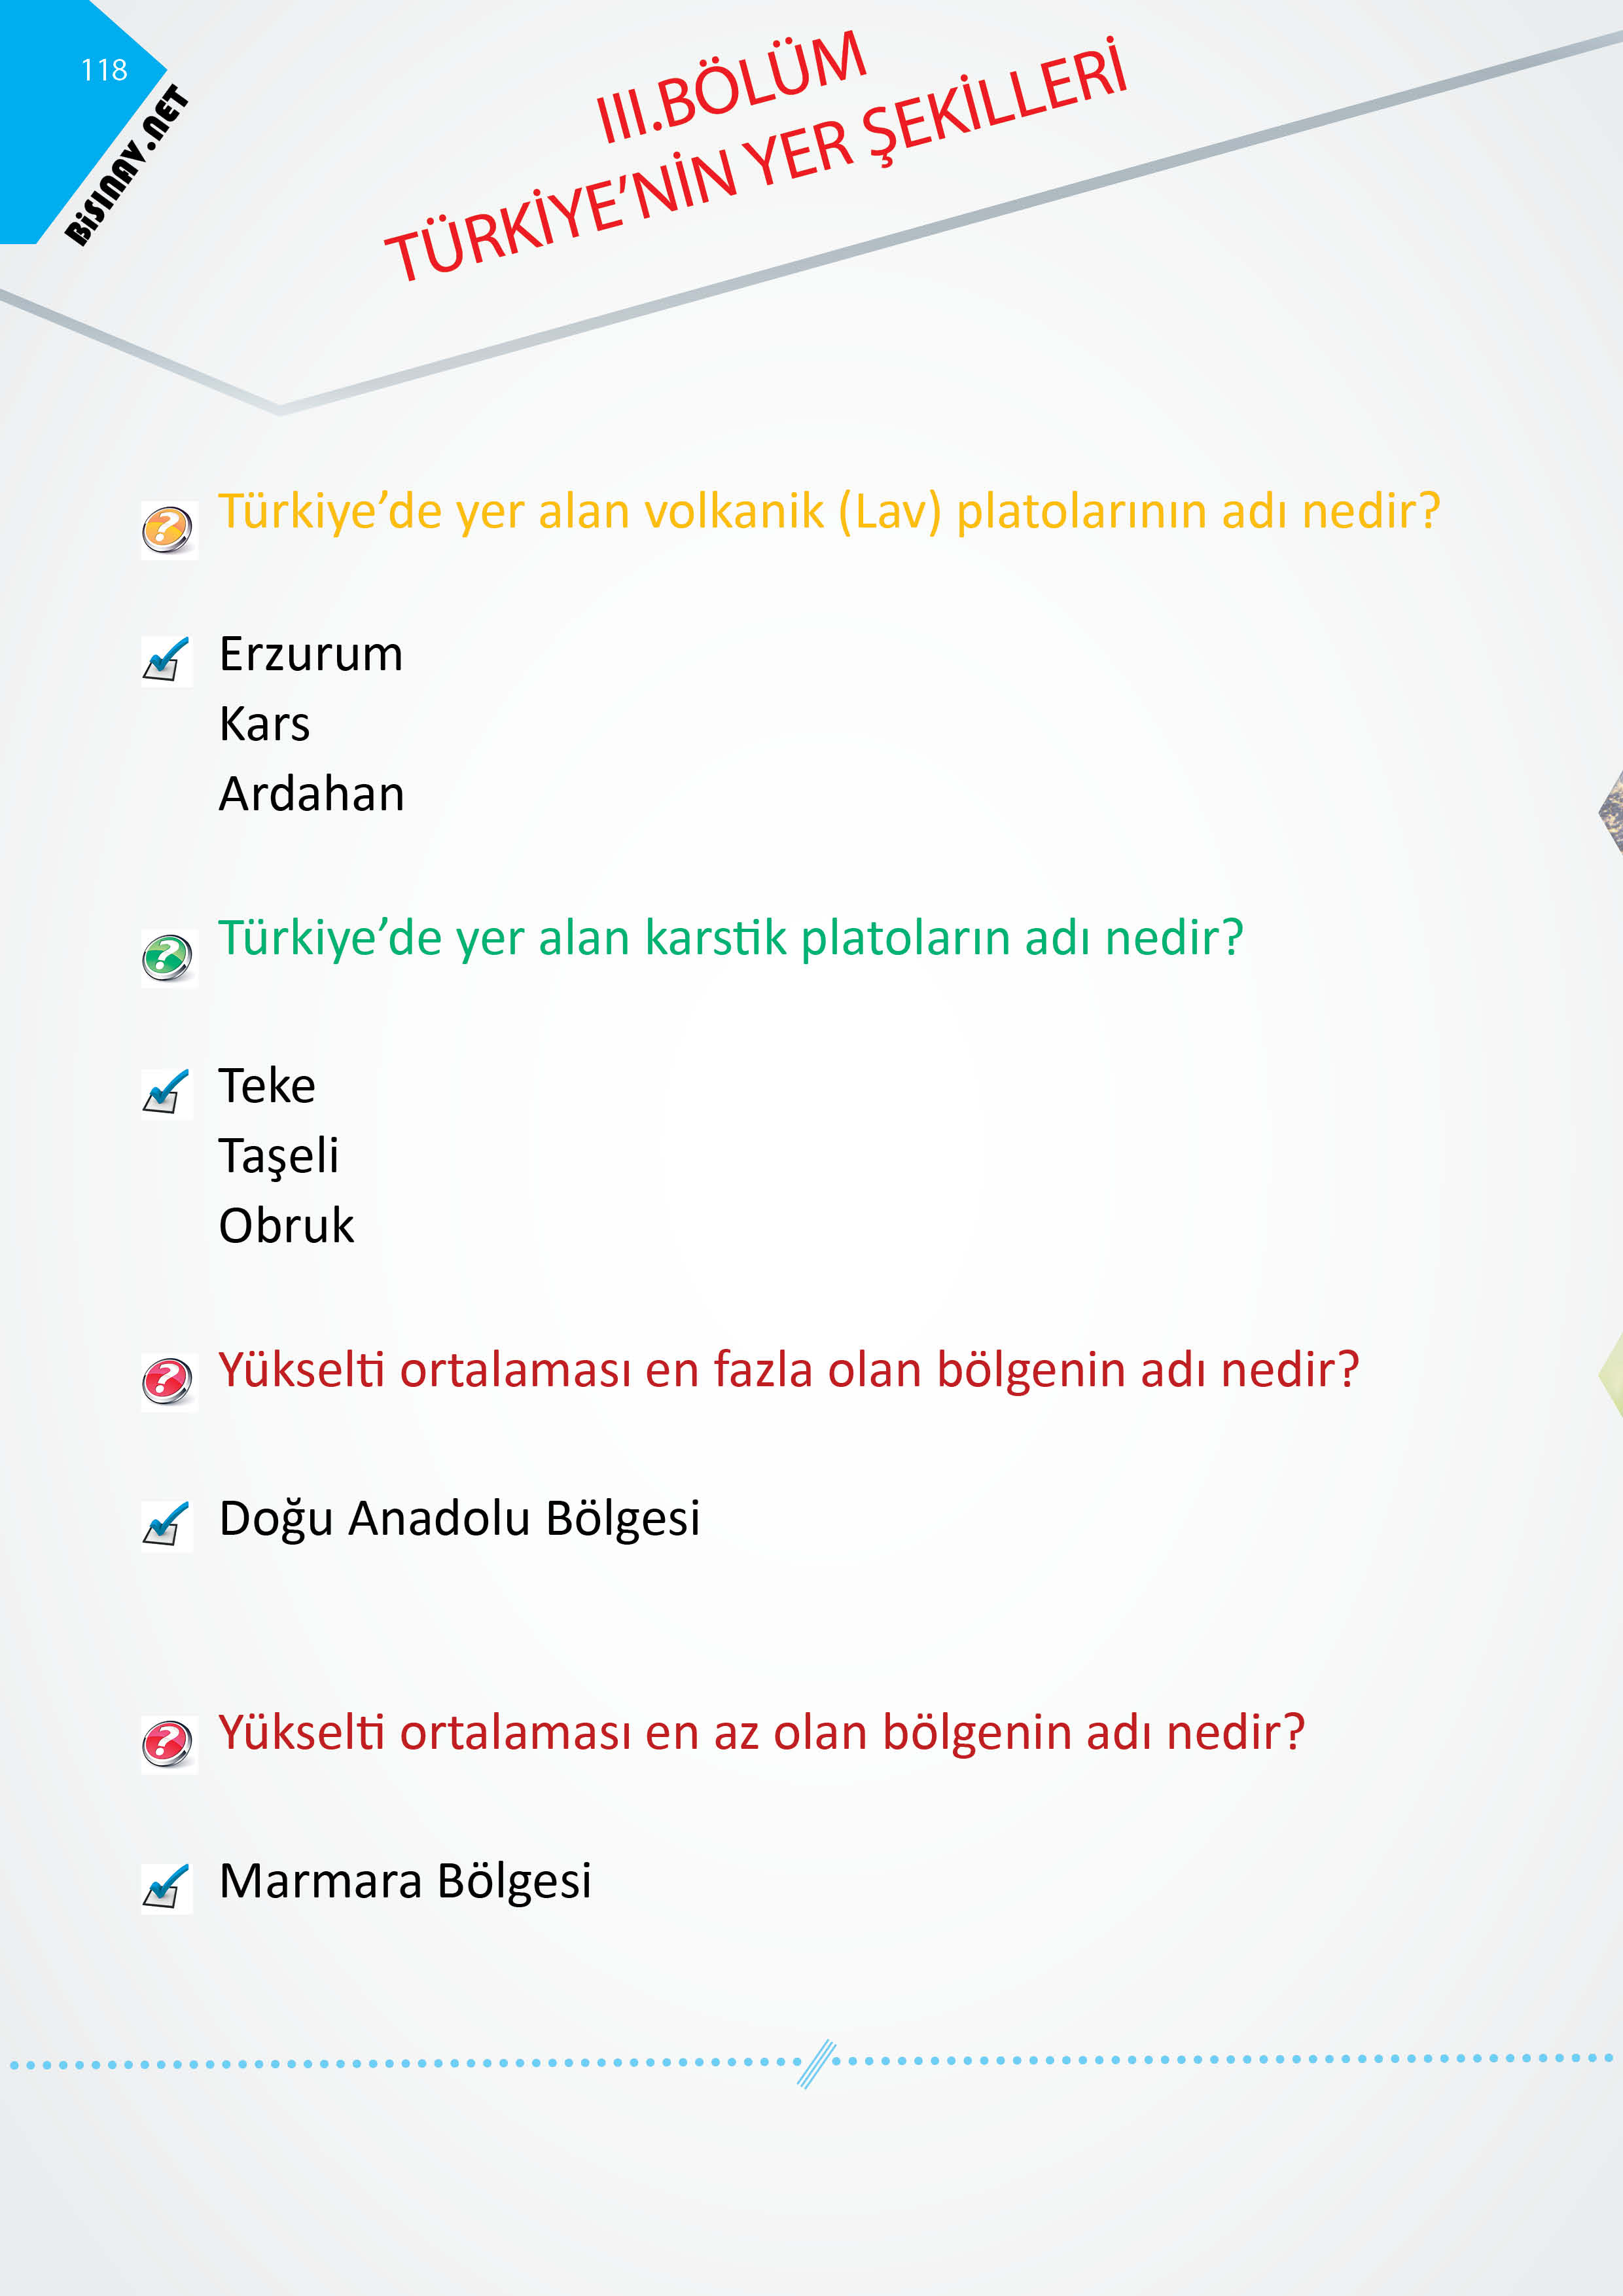 118
BiSINAV.NET
III.BÖLÜM
TÜRKİYE’NİN YER ŞEKİLLERİ
Türkiye’de yer alan volkanik (Lav) platolarının adı nedir?
Erzurum
Kars
Ardahan
Türkiye’de yer alan karstik platoların adı nedir?
Teke
Taşeli
Obruk
Yükselti ortalaması en fazla olan bölgenin adı nedir?
Doğu Anadolu Bölgesi
Yükselti ortalaması en az olan bölgenin adı nedir?
Marmara Bölgesi